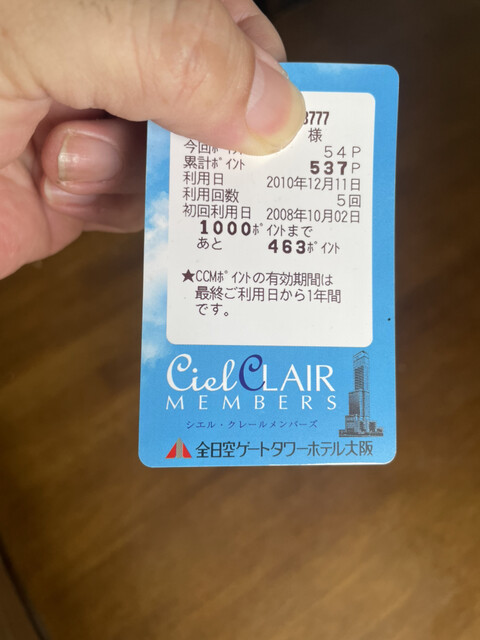 3777
様
今回ﾎﾟｲﾝ 54P
累計ﾎﾟｲﾝﾄ 537P
利用日 2010年12月11日
利用回数 5回
初回利用日 2008年10月02日
1000ﾎﾟｲﾝﾄまで
あと 463ﾎﾟｲﾝﾄ
★CCMﾎﾟｲﾝﾄの有効期間は
最終ご利用日から1年間
です。
Ciel CLAIR
MEMBERS
シエル・クレールメンバーズ
全日空ゲートタワーホテル大阪